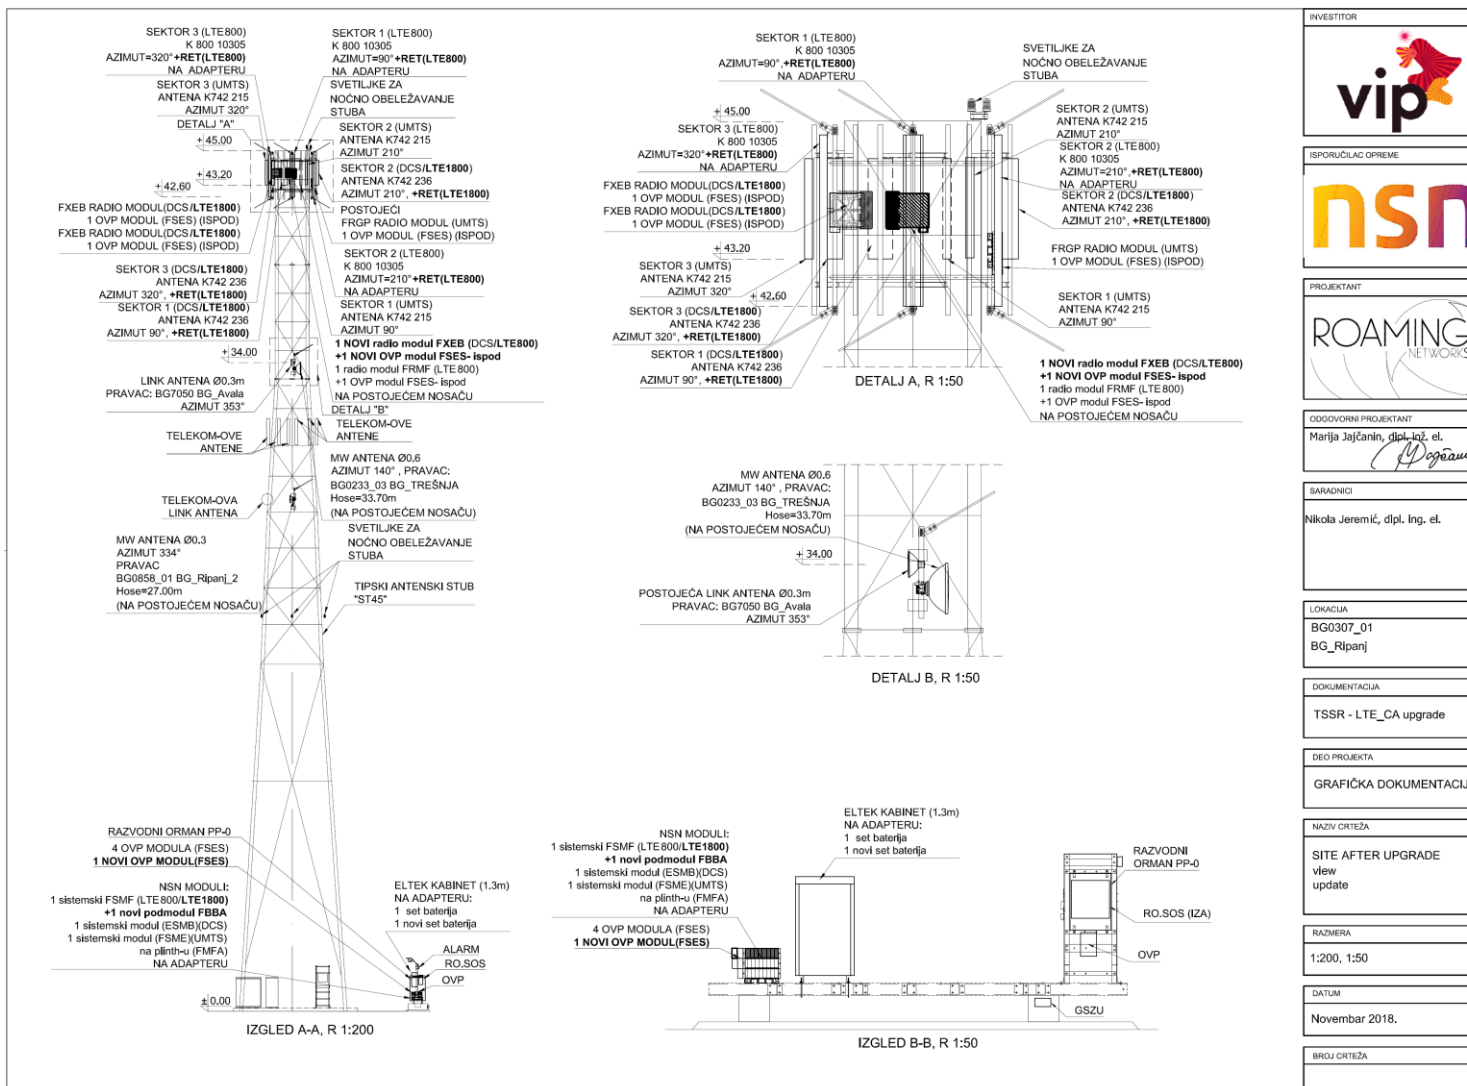 SEKTOR 3 (LTE800)
K 800 10305
AZIMUT=320°+RET(LTE800)
NA ADAPTERU
SEKTOR 3 (UMTS)
ANTENA K742 215
AZIMUT 320°
DETALJ "A"
+ 45.00
+ 43.20
+ 42.60
FXEB RADIO MODUL(DCS/LTE1800)
1 OVP MODUL (FSES) (ISPOD)
FXEB RADIO MODUL(DCS/LTE1800)
1 OVP MODUL (FSES) (ISPOD)
SEKTOR 3 (DCS/LTE1800)
ANTENA K742 236
AZIMUT 320°, +RET(LTE1800)
SEKTOR 1 (DCS/LTE1800)
ANTENA K742 236
AZIMUT 90°, +RET(LTE1800)
+ 34.00
LINK ANTENA Ø0.3m
PRAVAC: BG7050 BG_Avala
AZIMUT 353°
TELEKOM-OVE
ANTENE
TELEKOM-OVA
LINK ANTENA
MW ANTENA Ø0.3
AZIMUT 334°
PRAVAC
BG0858_01 BG_Ripanj_2
Hose=27.00m
(NA POSTOJEĆEM NOSAČU)
SEKTOR 1 (LTE800)
K 800 10305
AZIMUT=90°+RET(LTE800)
NA ADAPTERU
SVETILJKE ZA
NOĆNO OBELEŽAVANJE
STUBA
SEKTOR 2 (UMTS)
ANTENA K742 215
AZIMUT 210°
SEKTOR 2 (DCS/LTE1800)
ANTENA K742 236
AZIMUT 210°, +RET(LTE1800)
POSTOJEĆI
FRGP RADIO MODUL (UMTS)
1 OVP MODUL (FSES) (ISPOD)
SEKTOR 2 (LTE800)
K 800 10305
AZIMUT=210°+RET(LTE800)
NA ADAPTERU
SEKTOR 1 (UMTS)
ANTENA K742 215
AZIMUT 90°
1 NOVI radio modul FXEB (DCS/LTE800)
+1 NOVI OVP modul FSES- ispod
1 radio modul FRMF (LTE800)
+1 OVP modul FSES- ispod
NA POSTOJEĆEM NOSAČU
DETALJ "B"
TELEKOM-OVE
ANTENE
MW ANTENA Ø0.6
AZIMUT 140° , PRAVAC:
BG0233_03 BG_TREŠNJA
Hose=33.70m
(NA POSTOJEĆEM NOSAČU)
SVETILJKE ZA
NOĆNO OBELEŽAVANJE
STUBA
TIPSKI ANTENSKI STUB
"ST45"
RAZVODNI ORMAN PP-0
4 OVP MODULA (FSES)
1 NOVI OVP MODUL(FSES)
NSN MODULI:
1 sistemski FSMF (LTE800/LTE1800)
+1 novi podmodul FBBA
1 sistemski modul (ESMB)(DCS)
1 sistemski modul (FSME)(UMTS)
na plinth-u (FMFA)
NA ADAPTERU
± 0.00
ELTEK KABINET (1.3m)
NA ADAPTERU:
1 set baterija
1 novi set baterija
ALARM
RO.SOS
OVP
IZGLED A-A, R 1:200
SEKTOR 1 (LTE800)
K 800 10305
AZIMUT=90°,+RET(LTE800)
NA ADAPTERU
+ 45.00
SEKTOR 3 (LTE800)
K 800 10305
AZIMUT=320°+RET(LTE800)
NA ADAPTERU
FXEB RADIO MODUL(DCS/LTE1800)
1 OVP MODUL (FSES) (ISPOD)
FXEB RADIO MODUL(DCS/LTE1800)
1 OVP MODUL (FSES) (ISPOD)
+ 43.20
SEKTOR 3 (UMTS)
ANTENA K742 215
AZIMUT 320°
+ 42.60
SEKTOR 3 (DCS/LTE1800)
ANTENA K742 236
AZIMUT 320°, +RET(LTE1800)
SEKTOR 1 (DCS/LTE1800)
ANTENA K742 236
AZIMUT 90°, +RET(LTE1800)
SVETILJKE ZA
NOĆNO OBELEŽAVANJE
STUBA
SEKTOR 2 (UMTS)
ANTENA K742 215
AZIMUT 210°
SEKTOR 2 (LTE800)
K 800 10305
AZIMUT=210°,+RET(LTE800)
NA ADAPTERU
SEKTOR 2 (DCS/LTE1800)
ANTENA K742 236
AZIMUT 210°, +RET(LTE1800)
FRGP RADIO MODUL (UMTS)
1 OVP MODUL (FSES) (ISPOD)
SEKTOR 1 (UMTS)
ANTENA K742 215
AZIMUT 90°
1 NOVI radio modul FXEB (DCS/LTE800)
+1 NOVI OVP modul FSES- ispod
1 radio modul FRMF (LTE800)
+1 OVP modul FSES- ispod
NA POSTOJEĆEM NOSAČU
DETALJ A, R 1:50
MW ANTENA Ø0.6
AZIMUT 140° , PRAVAC:
BG0233_03 BG_TREŠNJA
Hose=33.70m
(NA POSTOJEĆEM NOSAČU)
+ 34.00
POSTOJEĆA LINK ANTENA Ø0.3m
PRAVAC: BG7050 BG_Avala
AZIMUT 353°
DETALJ B, R 1:50
NSN MODULI:
1 sistemski FSMF (LTE800/LTE1800)
+1 novi podmodul FBBA
1 sistemski modul (ESMB)(DCS)
1 sistemski modul (FSME)(UMTS)
na plinth-u (FMFA)
NA ADAPTERU
4 OVP MODULA (FSES)
1 NOVI OVP MODUL(FSES)
ELTEK KABINET (1.3m)
NA ADAPTERU:
1 set baterija
1 novi set baterija
RAZVODNI
ORMAN PP-0
RO.SOS (IZA)
OVP
GSZU
IZGLED B-B, R 1:50
INVESTITOR
vip
ISPORUČILAC OPREME
nsn
PROJEKTANT
ROAMING
NETWORKS
ODGOVORNI PROJEKTANT
Marija Jajčanin, dipl. inž. el.
SARADNICI
Nikola Jeremić, dipl. Ing. el.
LOKACIJA
BG0307_01
BG_Ripanj
DOKUMENTACIJA
TSSR - LTE_CA upgrade
DEO PROJEKTA
GRAFIČKA DOKUMENTACIJ
NAZIV CRTEŽA
SITE AFTER UPGRADE
view
update
RAZMERA
1:200, 1:50
DATUM
Novembar 2018.
BROJ CRTEŽA